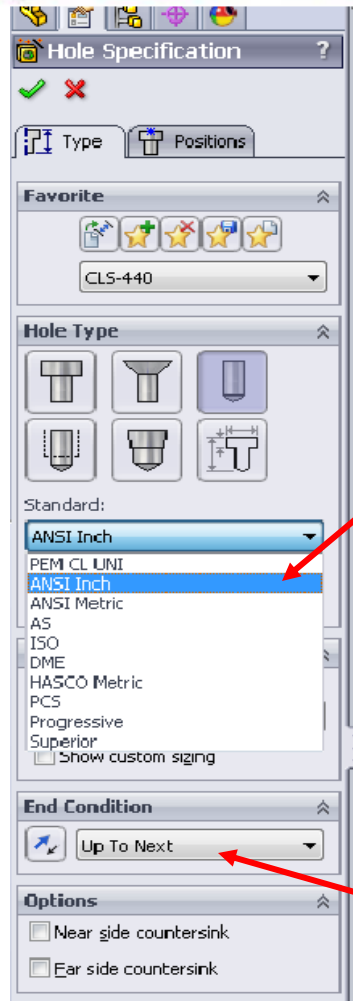 Hole Specification ?
Type Positions
Favorite
CLS-440
Hole Type
Standard:
ANSI Inch
PEM CL UNI
ANSI Inch
ANSI Metric
AS
ISO
DME
HASCO Metric
PCS
Progressive
Superior
Show custom sizing
End Condition
Up To Next
Options
Near side countersink
Far side countersink